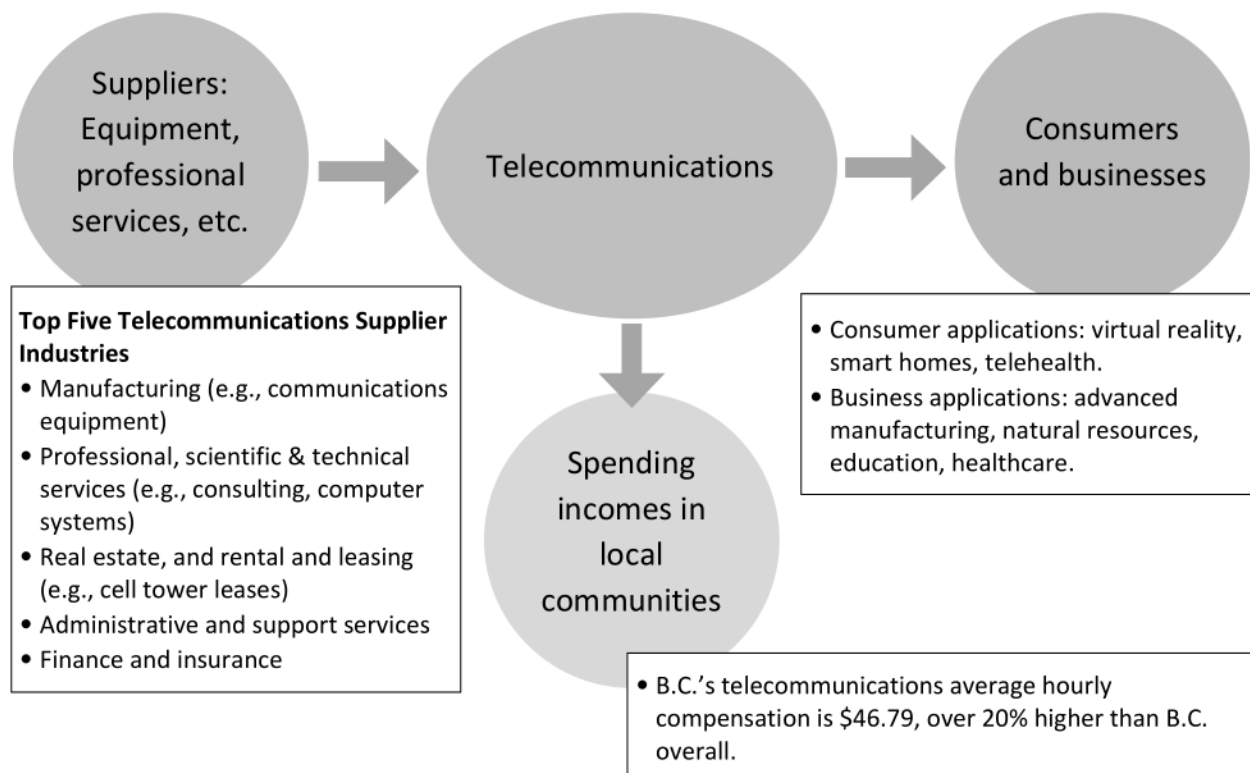 Suppliers:
Equipment,
professional
services, etc.
Telecommunications
Consumers
and businesses
Top Five Telecommunications Supplier
Industries
• Manufacturing (e.g., communications
equipment)
• Professional, scientific & technical
services (e.g., consulting, computer
systems)
• Real estate, and rental and leasing
(e.g., cell tower leases)
• Administrative and support services
• Finance and insurance
• Consumer applications: virtual reality,
smart homes, telehealth.
• Business applications: advanced
manufacturing, natural resources,
education, healthcare.
Spending
incomes in
local
communities
• B.C.’s telecommunications average hourly
compensation is $46.79, over 20% higher than B.C.
overall.